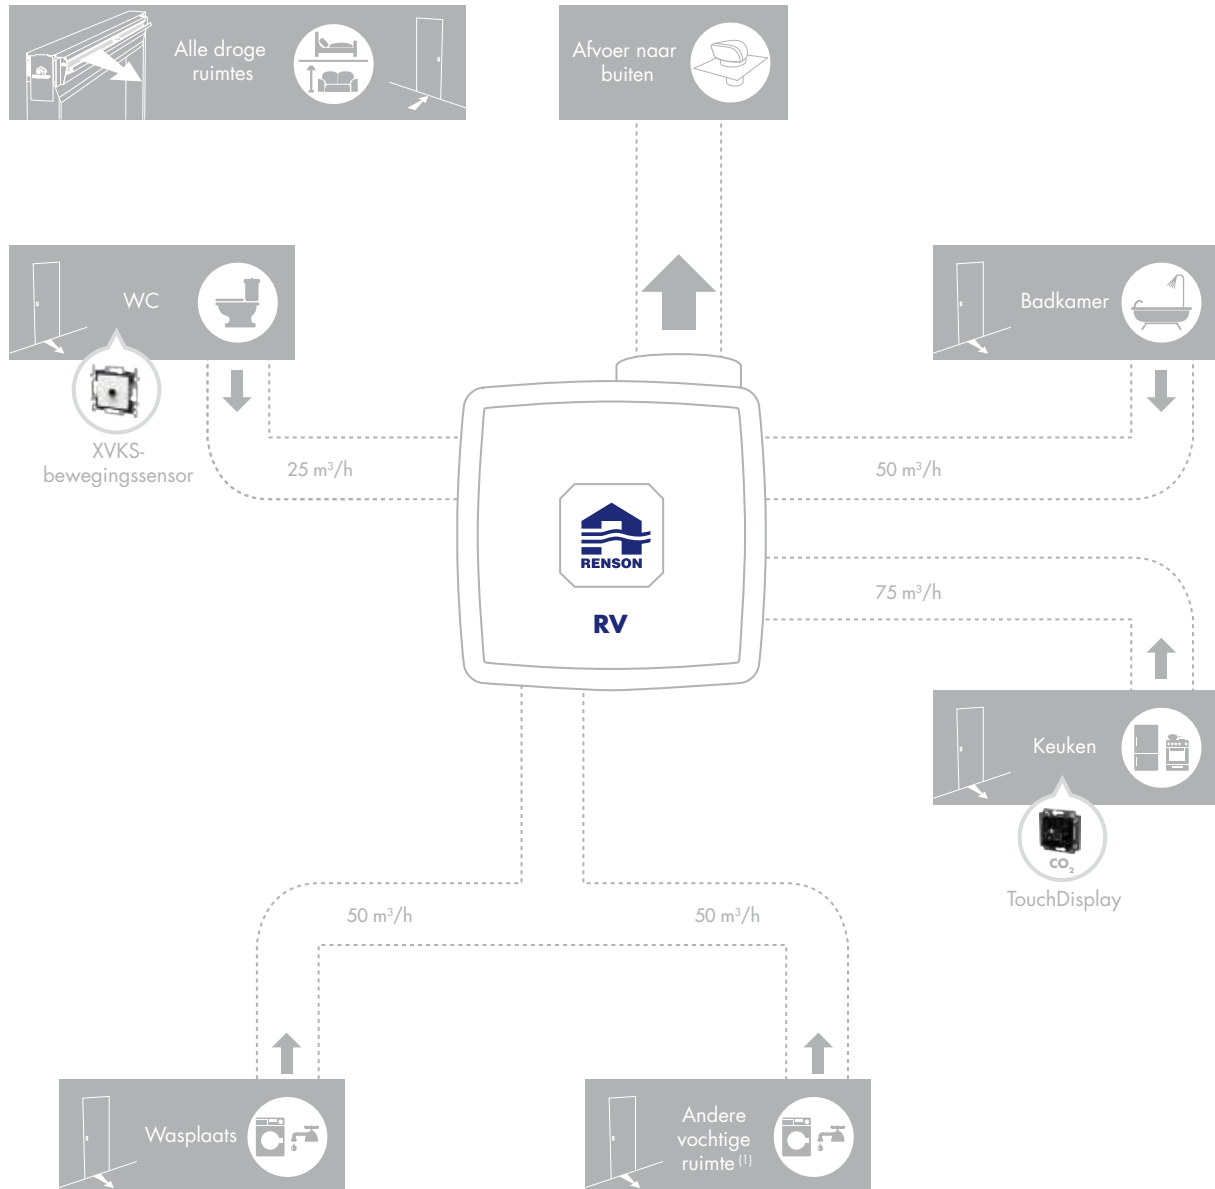 Alle droge
ruimtes
Afvoer naar
buiten
WC
Badkamer
XVKS-
bewegingssensor
25 m³/h
50 m³/h
RENSON
RV
75 m³/h
Keuken
CO₂
TouchDisplay
50 m³/h
50 m³/h
Wasplaats
Andere
vochtige
ruimte (1)